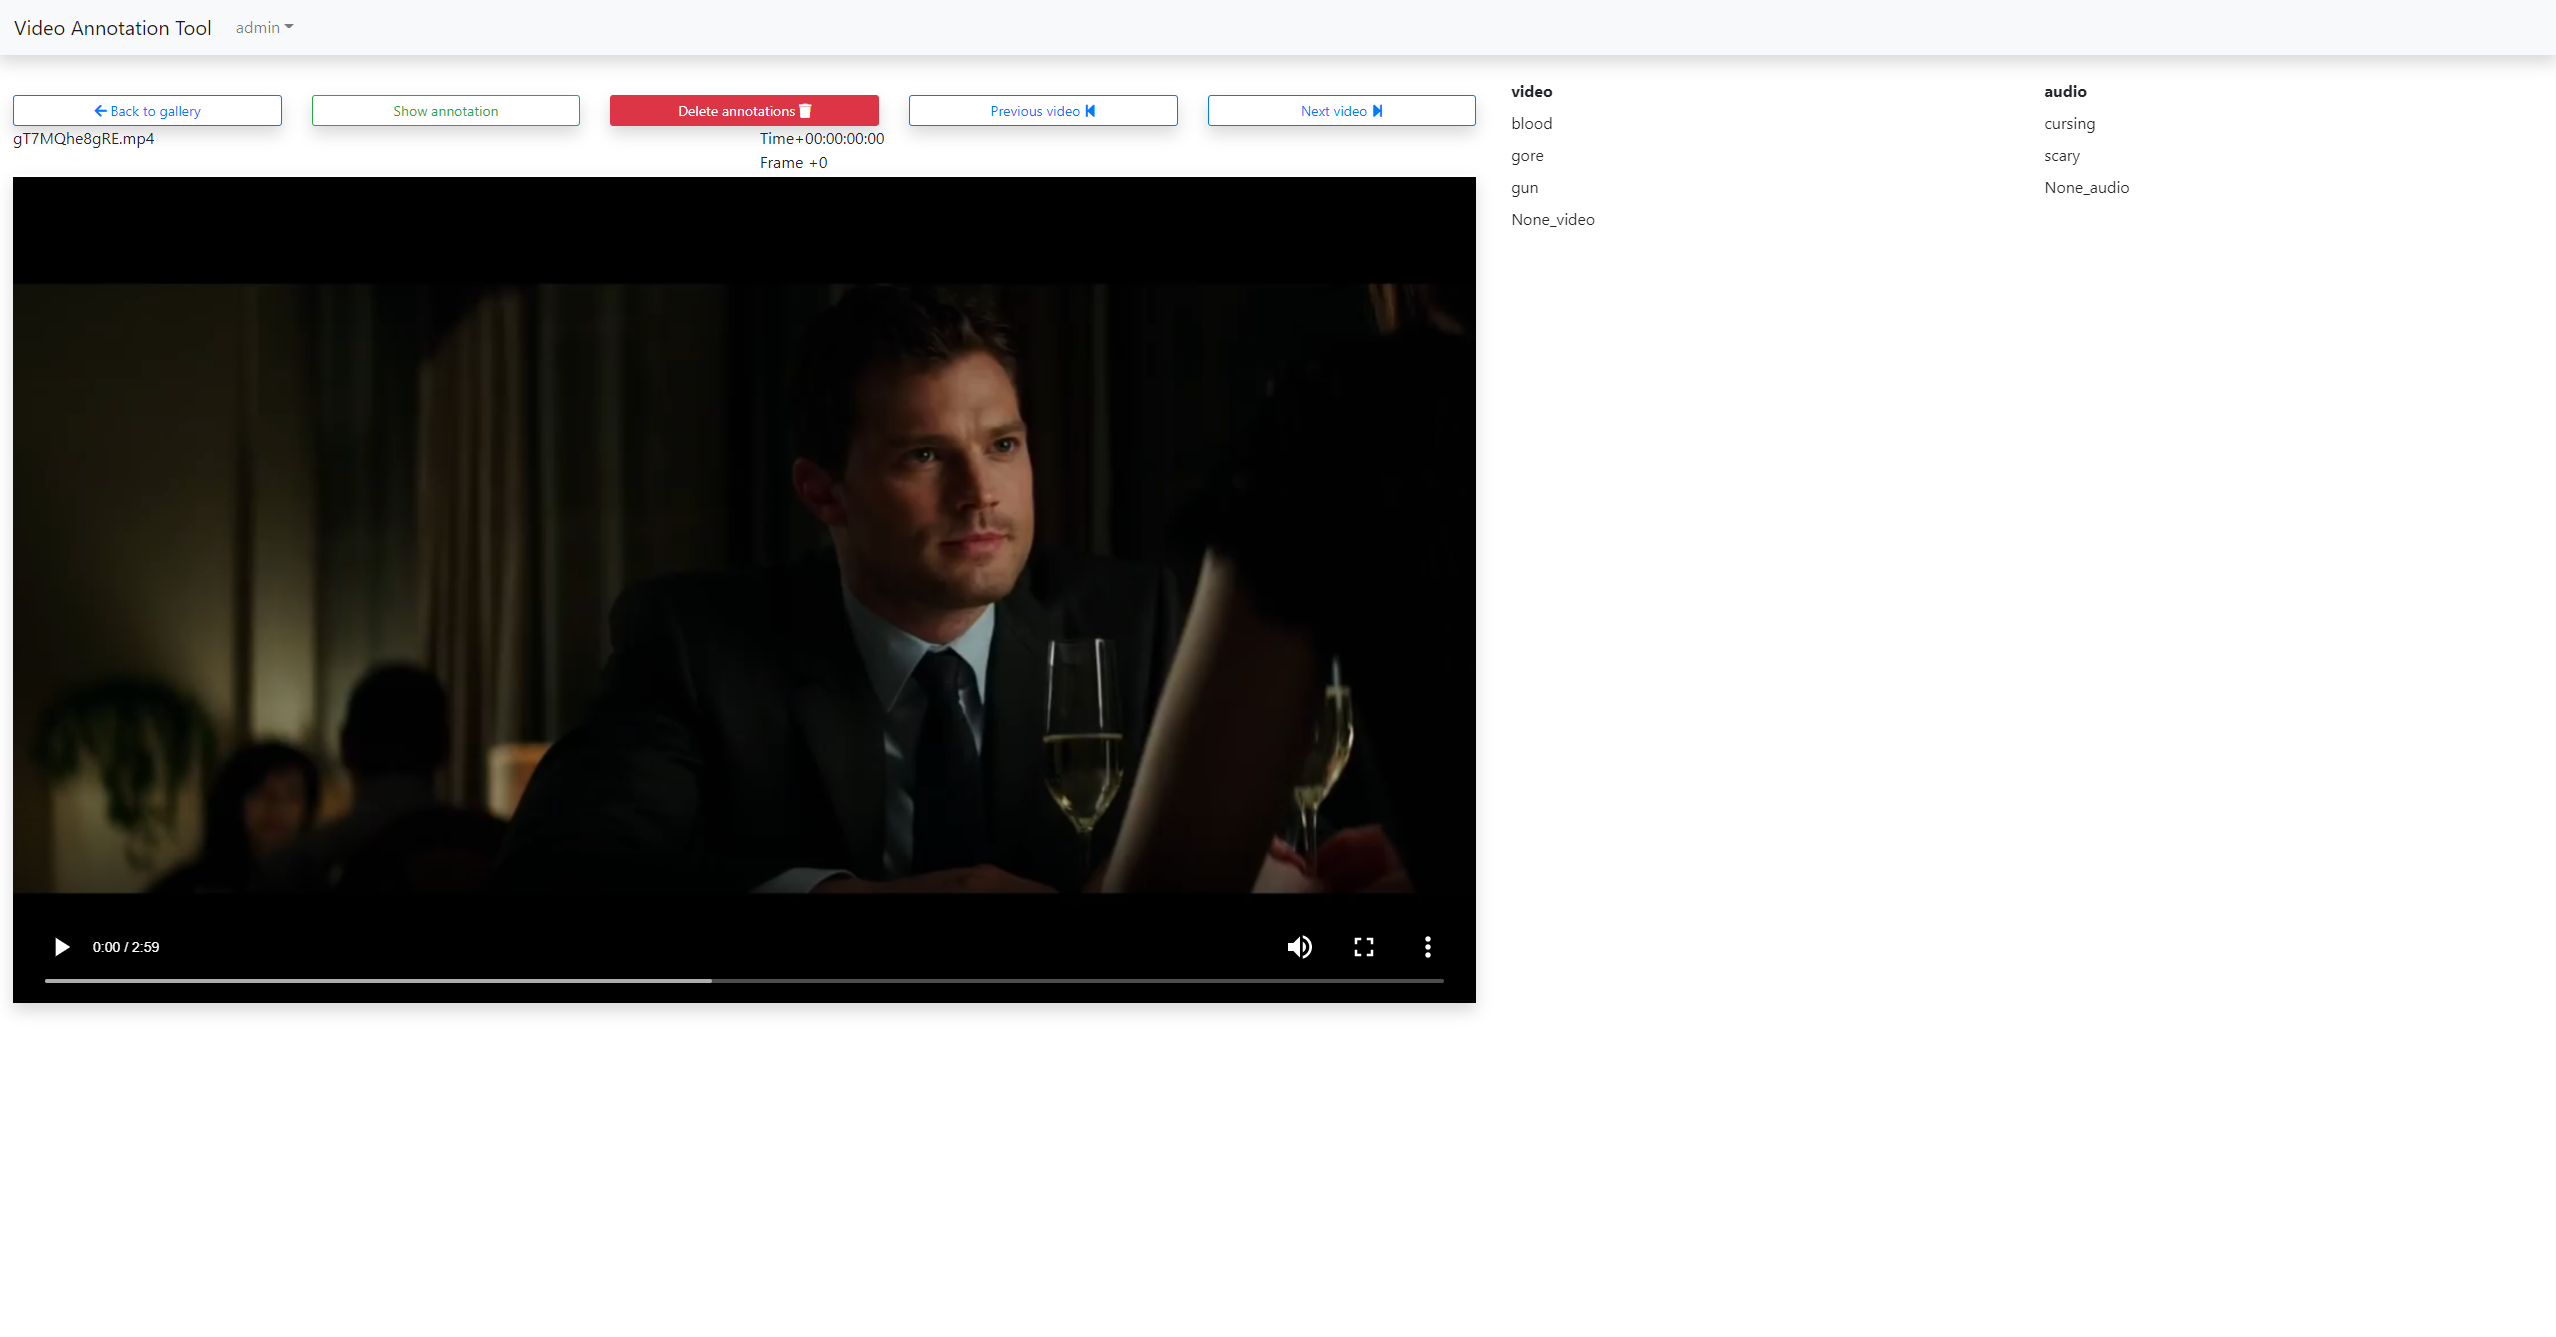 Video Annotation Tool admin
Back to gallery
Show annotation
Delete annotations
Previous video
Next video
gT7MQhe8gRE.mp4
Time+00:00:00:00
Frame +0
0:00 / 2:59
video
blood
gore
gun
None_video
audio
cursing
scary
None_audio